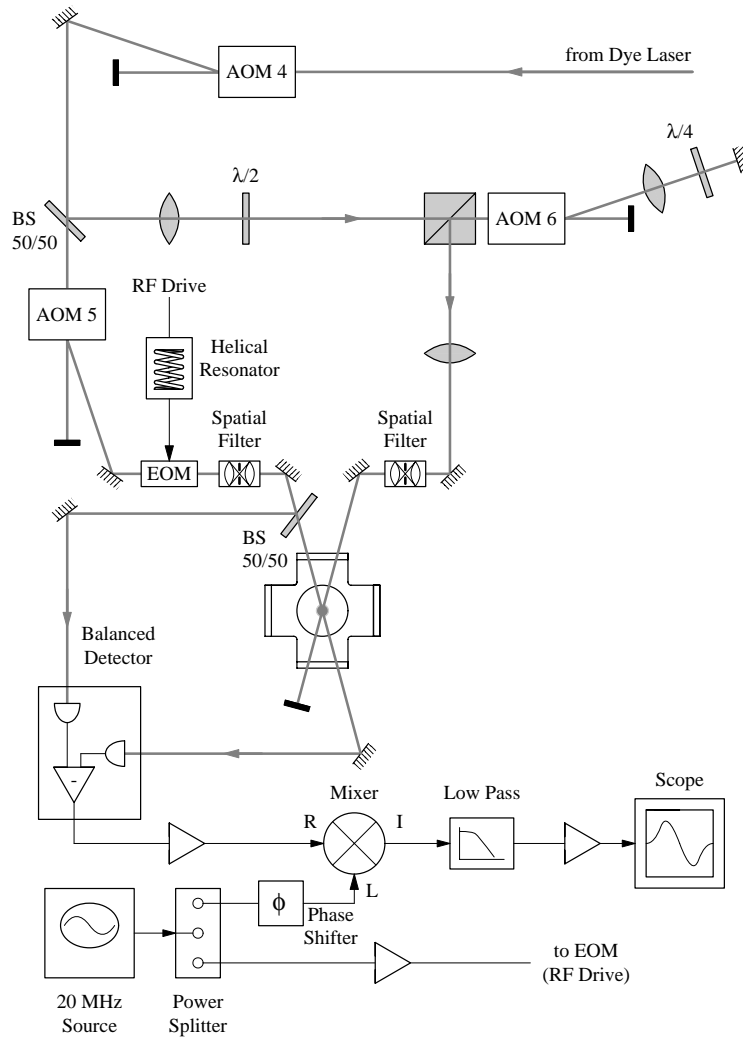 from Dye Laser
AOM 4
λ/4
λ/2
BS
50/50
AOM 6
RF Drive
AOM 5
Helical
Resonator
Spatial
Filter
Spatial
Filter
EOM
BS
50/50
Balanced
Detector
-
Mixer
Low Pass
Scope
R
I
L
ϕ
Phase
Shifter
to EOM
(RF Drive)
20 MHz
Source
Power
Splitter